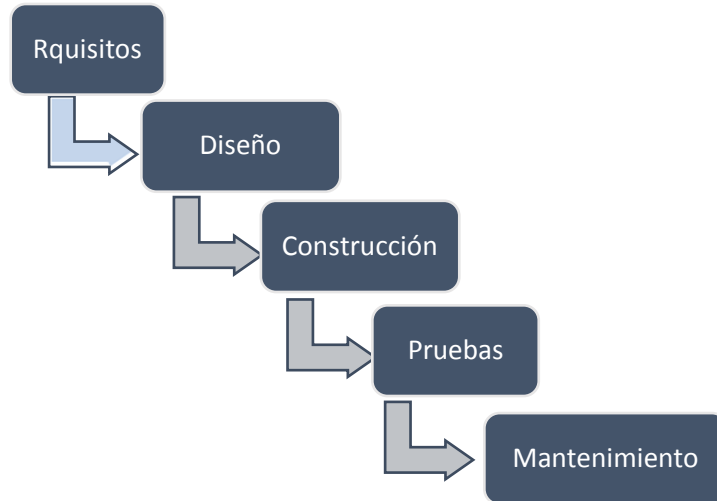 Rquisitos
Diseño
Construcción
Pruebas
Mantenimiento